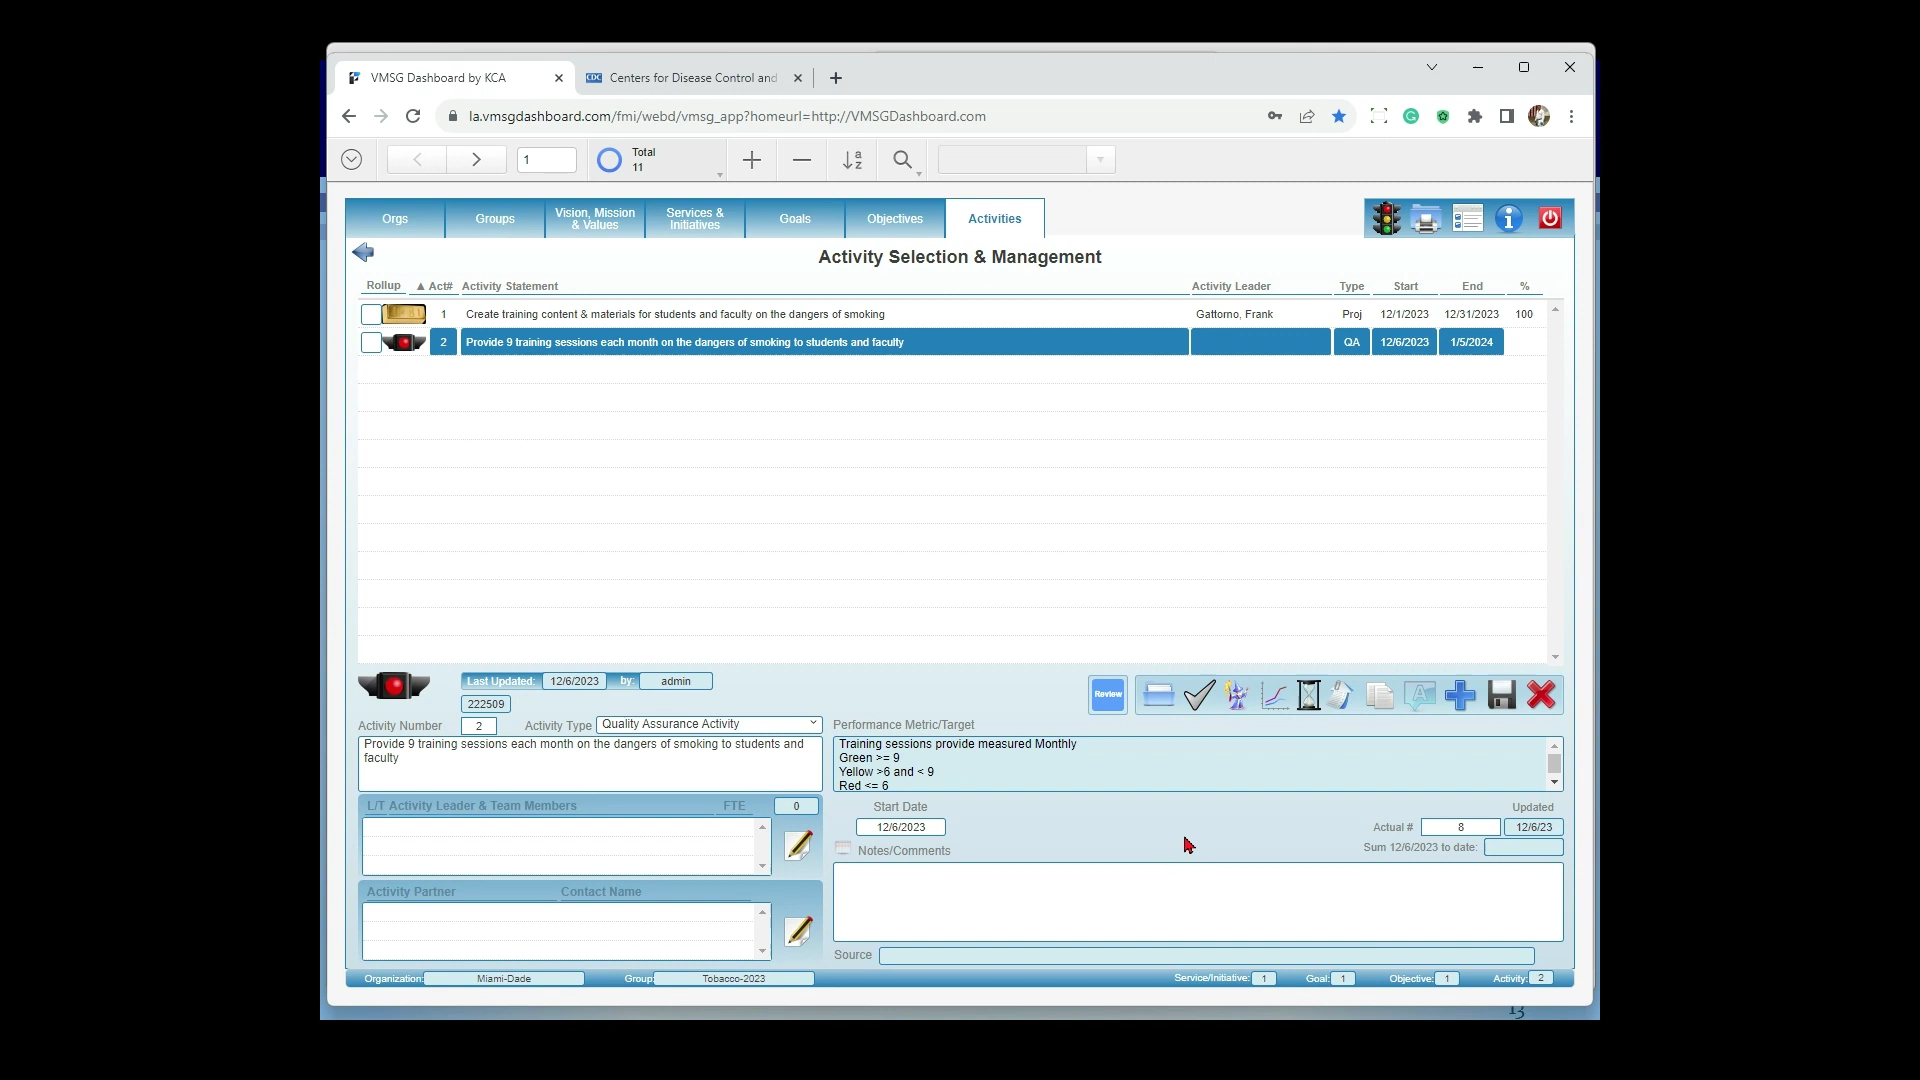 VMSG Dashboard by KCA
CDC Centers for Disease Control and
la.vmsgdashboard.com/fmi/webd/vmsg_app?homeurl=http://VMSGDashboard.com
1
Total
11
Orgs
Groups
Vision, Mission
& Values
Services &
Initiatives
Goals
Objectives
Activities
Activity Selection & Management
Rollup ▲ Act# Activity Statement Activity Leader Type Start End %
1 Create training content & materials for students and faculty on the dangers of smoking Gattorno, Frank Proj 12/1/2023 12/31/2023 100
2 Provide 9 training sessions each month on the dangers of smoking to students and faculty QA 12/6/2023 1/5/2024
Last Updated: 12/6/2023 by: admin
Review
222509
Activity Number 2 Activity Type Quality Assurance Activity
Provide 9 training sessions each month on the dangers of smoking to students and
faculty
Performance Metric/Target
Training sessions provide measured Monthly
Green >= 9
Yellow >6 and < 9
Red <= 6
L/T Activity Leader & Team Members FTE 0
Start Date
12/6/2023
Updated
Actual # 8 12/6/23
Sum 12/6/2023 to date:
Notes/Comments
Activity Partner Contact Name
Source
Organization: Miami-Dade Group: Tobacco-2023 Service/Initiative: 1 Goal: 1 Objective: 1 Activity: 2
13